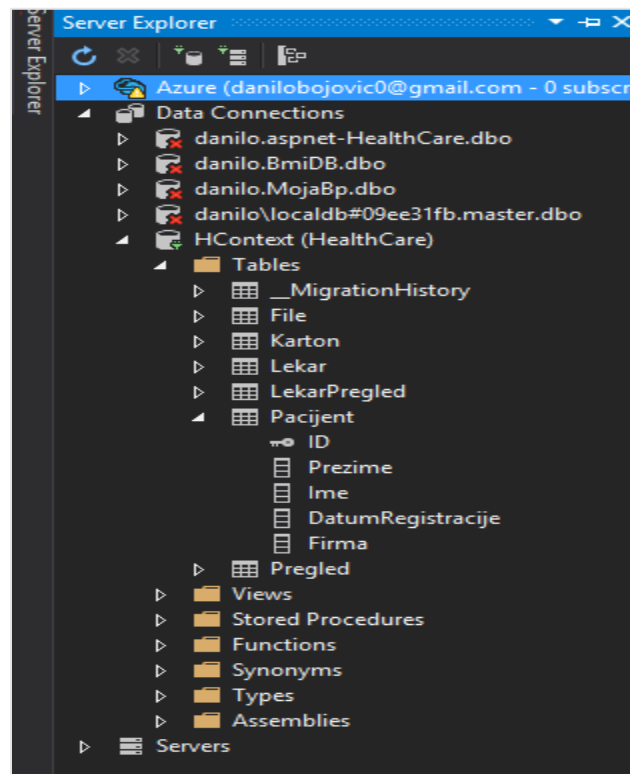 Server Explorer
Server Explorer
Azure (danilobojovic0@gmail.com - 0 subscr
Data Connections
danilo.aspnet-HealthCare.dbo
danilo.BmiDB.dbo
danilo.MojaBp.dbo
danilo\localdb#09ee31fb.master.dbo
HContext (HealthCare)
Tables
__MigrationHistory
File
Karton
Lekar
LekarPregled
Pacijent
ID
Prezime
Ime
DatumRegistracije
Firma
Pregled
Views
Stored Procedures
Functions
Synonyms
Types
Assemblies
Servers